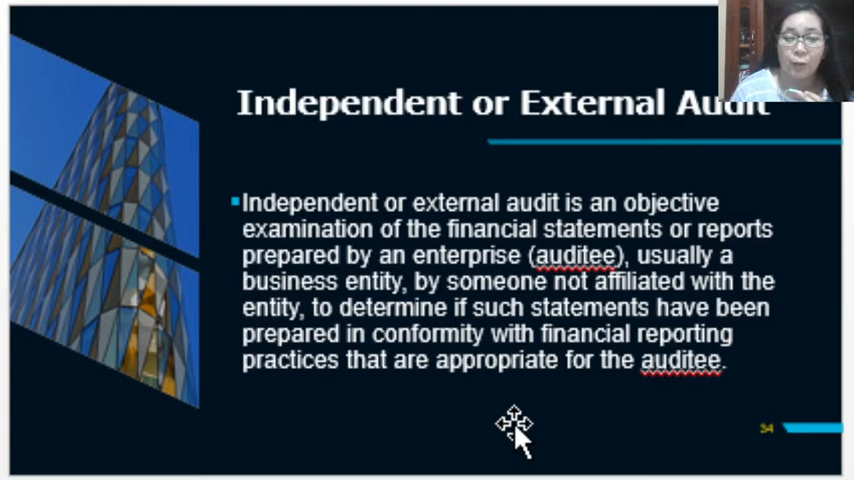 Independent or External Audit
Independent or external audit is an objective
examination of the financial statements or reports
prepared by an enterprise (auditee), usually a
business entity, by someone not affiliated with the
entity, to determine if such statements have been
prepared in conformity with financial reporting
practices that are appropriate for the auditee.
34